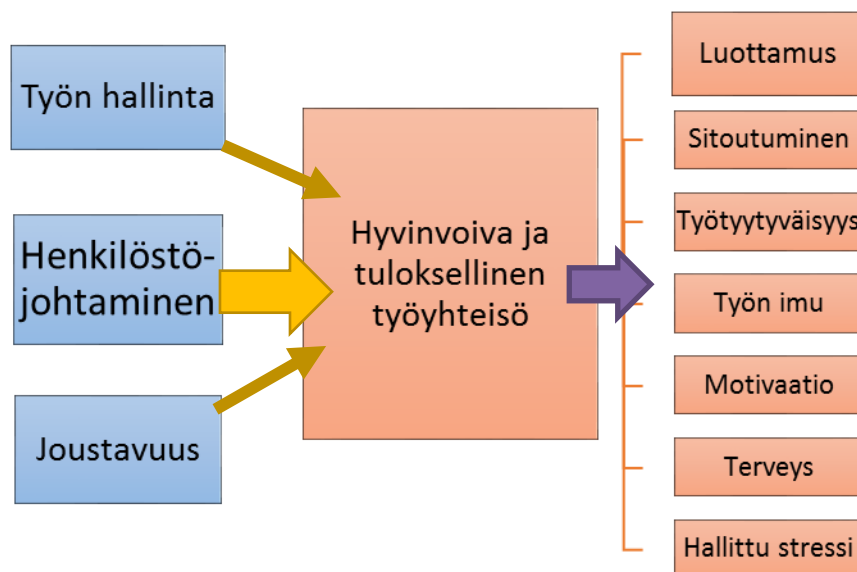 Työn hallinta
Henkilöstö-
johtaminen
Joustavuus
Hyvinvoiva ja
tuloksellinen
työyhteisö
Luottamus
Sitoutuminen
Työtyytyväisyys
Työn imu
Motivaatio
Terveys
Hallittu stressi